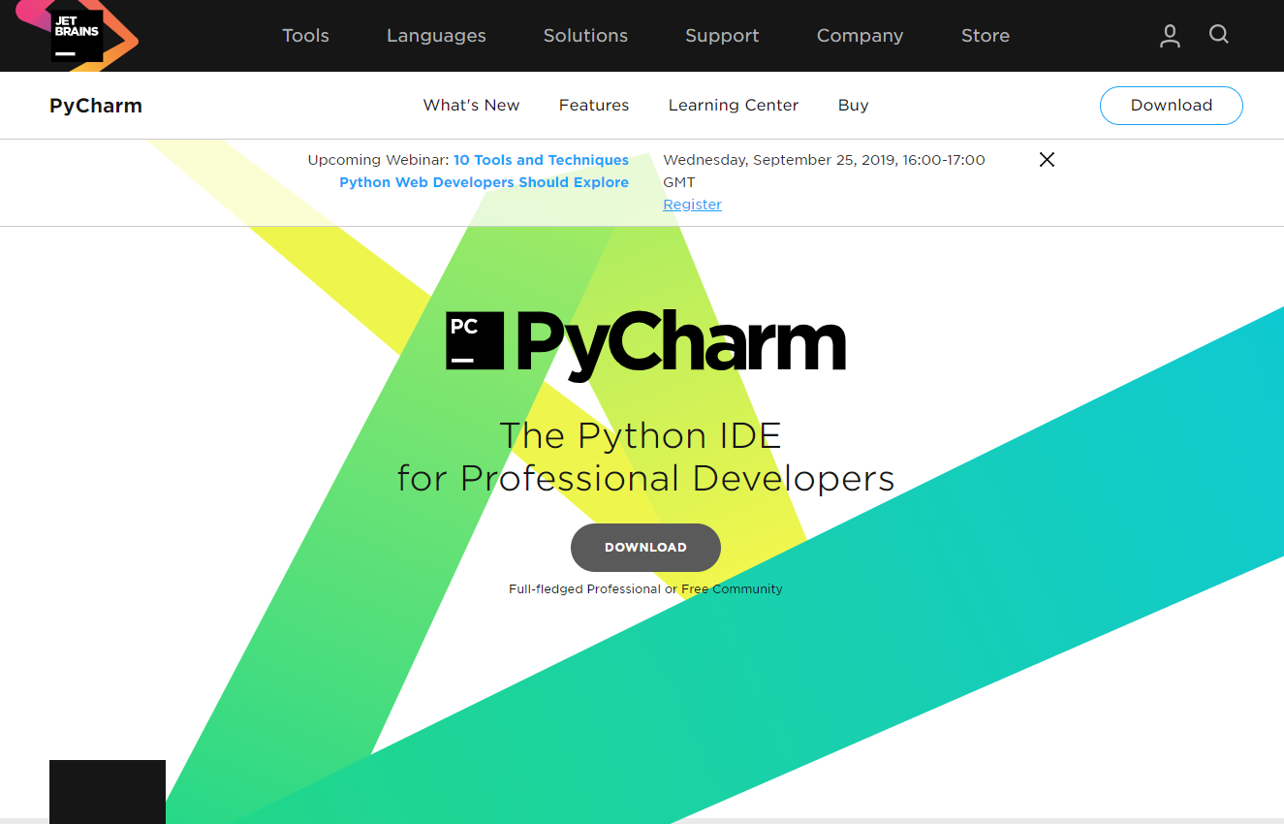 JET
BRAINS
Tools Languages Solutions Support Company Store
PyCharm What's New Features Learning Center Buy Download
Upcoming Webinar: 10 Tools and Techniques
Python Web Developers Should Explore
Wednesday, September 25, 2019, 16:00-17:00
GMT
Register
PC PyCharm
The Python IDE
for Professional Developers
DOWNLOAD
Full-fledged Professional or Free Community